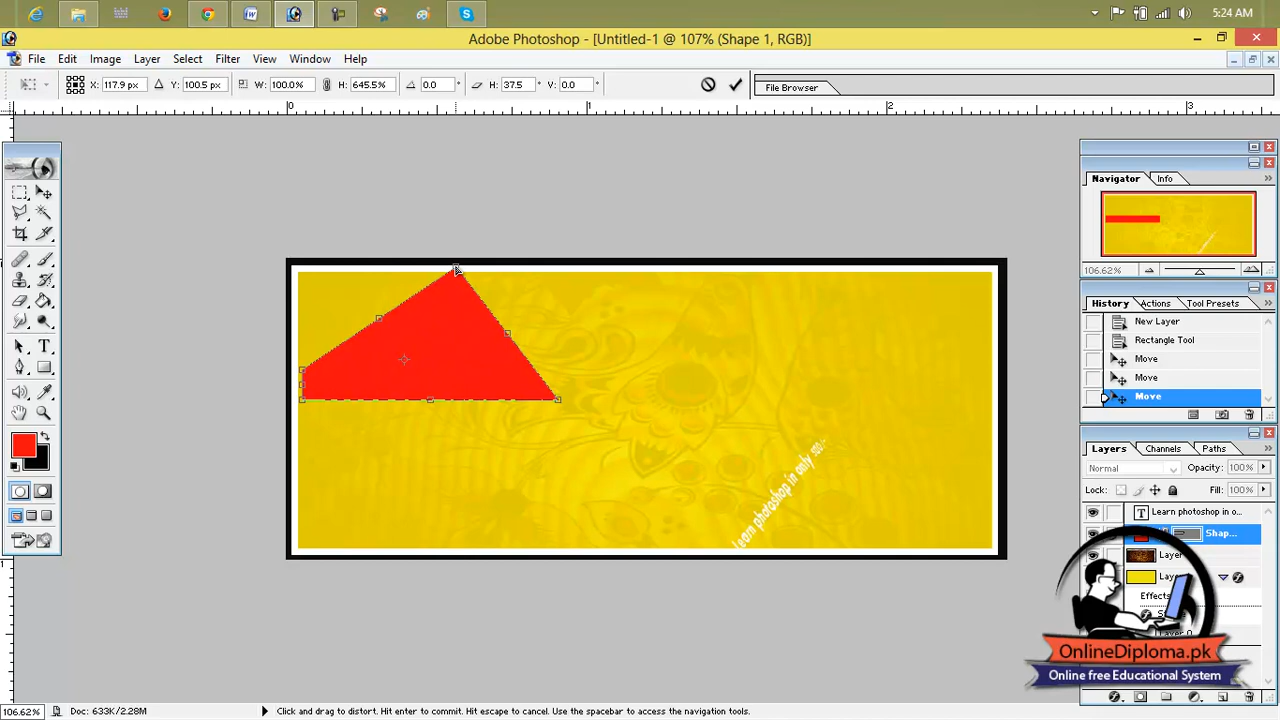 5:24 AM
Adobe Photoshop - [Untitled-1 @ 107% (Shape 1, RGB)]
File Edit Image Layer Select Filter View Window Help
X: 117.9 px Y: 100.5 px W: 100.0% H: 645.5% 0.0 ° H: 37.5 ° V: 0.0 °
File Browser
0 1 2 3
Navigator Info
106.62%
History Actions Tool Presets
New Layer
Rectangle Tool
Move
Move
Move
Layers Channels Paths
Normal Opacity: 100%
Lock: Fill: 100%
Learn photoshop in o...
Shap...
Layer
Effects
Learn photoshop in only
OnlineDiploma.pk
Online free Educational System
106.62% Doc: 633K/2.28M Click and drag to distort. Hit enter to commit. Hit escape to cancel. Use the spacebar to access the navigation tools.